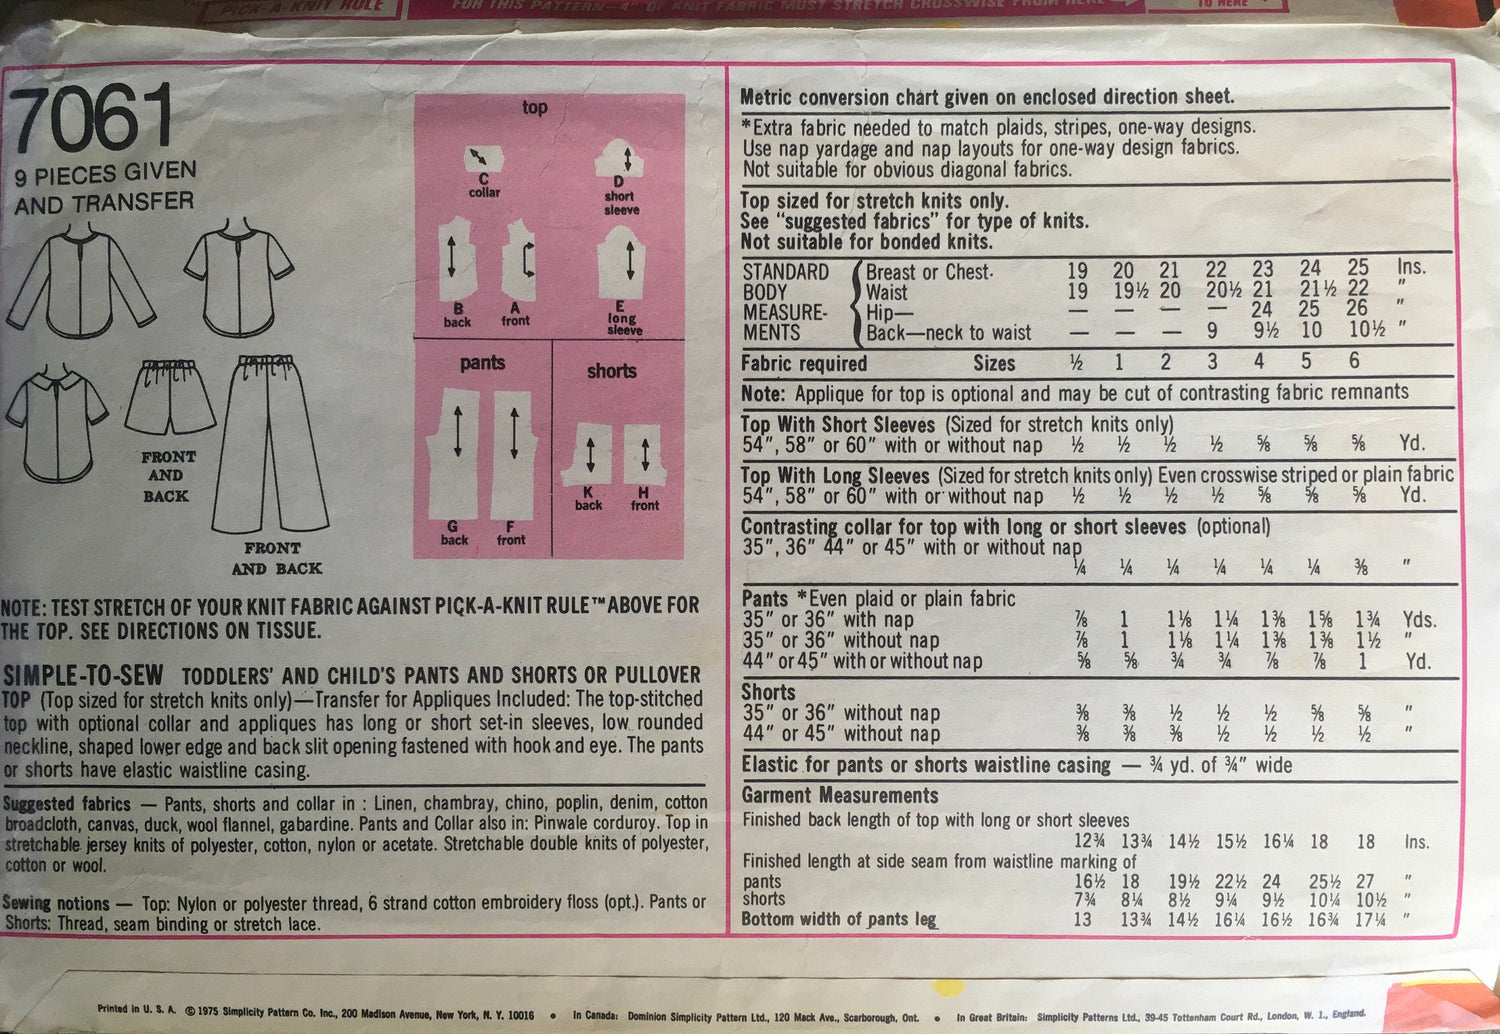 PICK-A-KNIT RULE
FOR THIS PATTERN—4" OF KNIT FABRIC MUST STRETCH CROSSWISE FROM HERE
TO HERE
7061
9 PIECES GIVEN
AND TRANSFER
FRONT
AND
BACK
FRONT
AND BACK
top
C
collar
D
short
sleeve
B
back
A
front
E
long
sleeve
pants
G
back
F
front
shorts
K
back
H
front
NOTE: TEST STRETCH OF YOUR KNIT FABRIC AGAINST PICK-A-KNIT RULE™ ABOVE FOR
THE TOP. SEE DIRECTIONS ON TISSUE.
SIMPLE-TO-SEW TODDLERS' AND CHILD'S PANTS AND SHORTS OR PULLOVER
TOP (Top sized for stretch knits only)—Transfer for Appliques Included: The top-stitched
top with optional collar and appliques has long or short set-in sleeves, low rounded
neckline, shaped lower edge and back slit opening fastened with hook and eye. The pants
or shorts have elastic waistline casing.
Suggested fabrics — Pants, shorts and collar in : Linen, chambray, chino, poplin, denim, cotton
broadcloth, canvas, duck, wool flannel, gabardine. Pants and Collar also in: Pinwale corduroy. Top in
stretchable jersey knits of polyester, cotton, nylon or acetate. Stretchable double knits of polyester,
cotton or wool.
Sewing notions — Top: Nylon or polyester thread, 6 strand cotton embroidery floss (opt.). Pants or
Shorts: Thread, seam binding or stretch lace.
Metric conversion chart given on enclosed direction sheet.
*Extra fabric needed to match plaids, stripes, one-way designs.
Use nap yardage and nap layouts for one-way design fabrics.
Not suitable for obvious diagonal fabrics.
Top sized for stretch knits only.
See "suggested fabrics" for type of knits.
Not suitable for bonded knits.
STANDARD Breast or Chest. 19 20 21 22 23 24 25 Ins.
BODY Waist 19 19½ 20 20½ 21 21½ 22 "
MEASURE- Hip— — — — — 24 25 26 "
MENTS Back—neck to waist — — — 9 9½ 10 10½ "
Fabric required Sizes ½ 1 2 3 4 5 6
Note: Applique for top is optional and may be cut of contrasting fabric remnants
Top With Short Sleeves (Sized for stretch knits only)
54", 58" or 60" with or without nap ½ ½ ½ ½ ⅝ ⅝ ⅝ Yd.
Top With Long Sleeves (Sized for stretch knits only) Even crosswise striped or plain fabric
54", 58" or 60" with or without nap ½ ½ ½ ½ ⅝ ⅝ ⅝ Yd.
Contrasting collar for top with long or short sleeves (optional)
35", 36" 44" or 45" with or without nap
¼ ¼ ¼ ¼ ¼ ¼ ⅜ "
Pants *Even plaid or plain fabric
35" or 36" with nap ⅞ 1 1⅛ 1¼ 1⅜ 1⅝ 1¾ Yds.
35" or 36" without nap ⅞ 1 1⅛ 1¼ 1⅜ 1⅜ 1½ "
44" or 45" with or without nap ⅝ ⅝ ¾ ¾ ⅞ ⅞ 1 Yd.
Shorts
35" or 36" without nap ⅜ ⅜ ½ ½ ½ ⅝ ⅝ "
44" or 45" without nap ⅜ ⅜ ⅜ ½ ½ ½ ½ "
Elastic for pants or shorts waistline casing — ¾ yd. of ¾" wide
Garment Measurements
Finished back length of top with long or short sleeves
12¾ 13¾ 14½ 15½ 16¼ 18 18 Ins.
Finished length at side seam from waistline marking of
pants 16½ 18 19½ 22½ 24 25½ 27 "
shorts 7¾ 8¼ 8½ 9¼ 9½ 10¼ 10½ "
Bottom width of pants leg 13 13¾ 14½ 16¼ 16½ 16¾ 17¼ "
Printed in U. S. A. © 1975 Simplicity Pattern Co. Inc., 200 Madison Avenue, New York, N. Y. 10016 • In Canada: Dominion Simplicity Pattern Ltd., 120 Mack Ave., Scarborough, Ont. • In Great Britain: Simplicity Patterns Ltd., 39-45 Tottenham Court Rd., London, W. I., England.